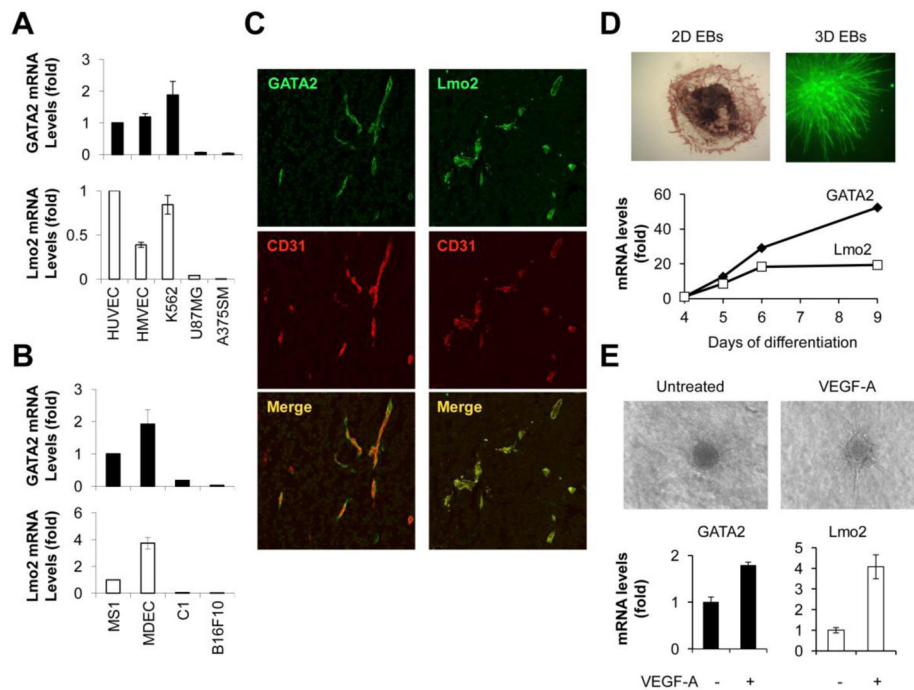 A
GATA2 mRNA
Levels (fold)
3
2
1
0
Lmo2 mRNA
Levels (fold)
1
0.5
0
HUVEC
HMVEC
K562
U87MG
A375SM
B
GATA2 mRNA
Levels (fold)
3
2
1
0
Lmo2 mRNA
Levels (fold)
6
4
2
0
MS1
MDEC
C1
B16F10
C
GATA2
Lmo2
CD31
CD31
Merge
Merge
D
2D EBs
3D EBs
mRNA levels
(fold)
60
40
20
0
GATA2
Lmo2
4 5 6 7 8 9
Days of differentiation
E
Untreated
VEGF-A
GATA2
Lmo2
mRNA levels
(fold)
2
1
0
5
4
3
2
1
0
VEGF-A - + - +